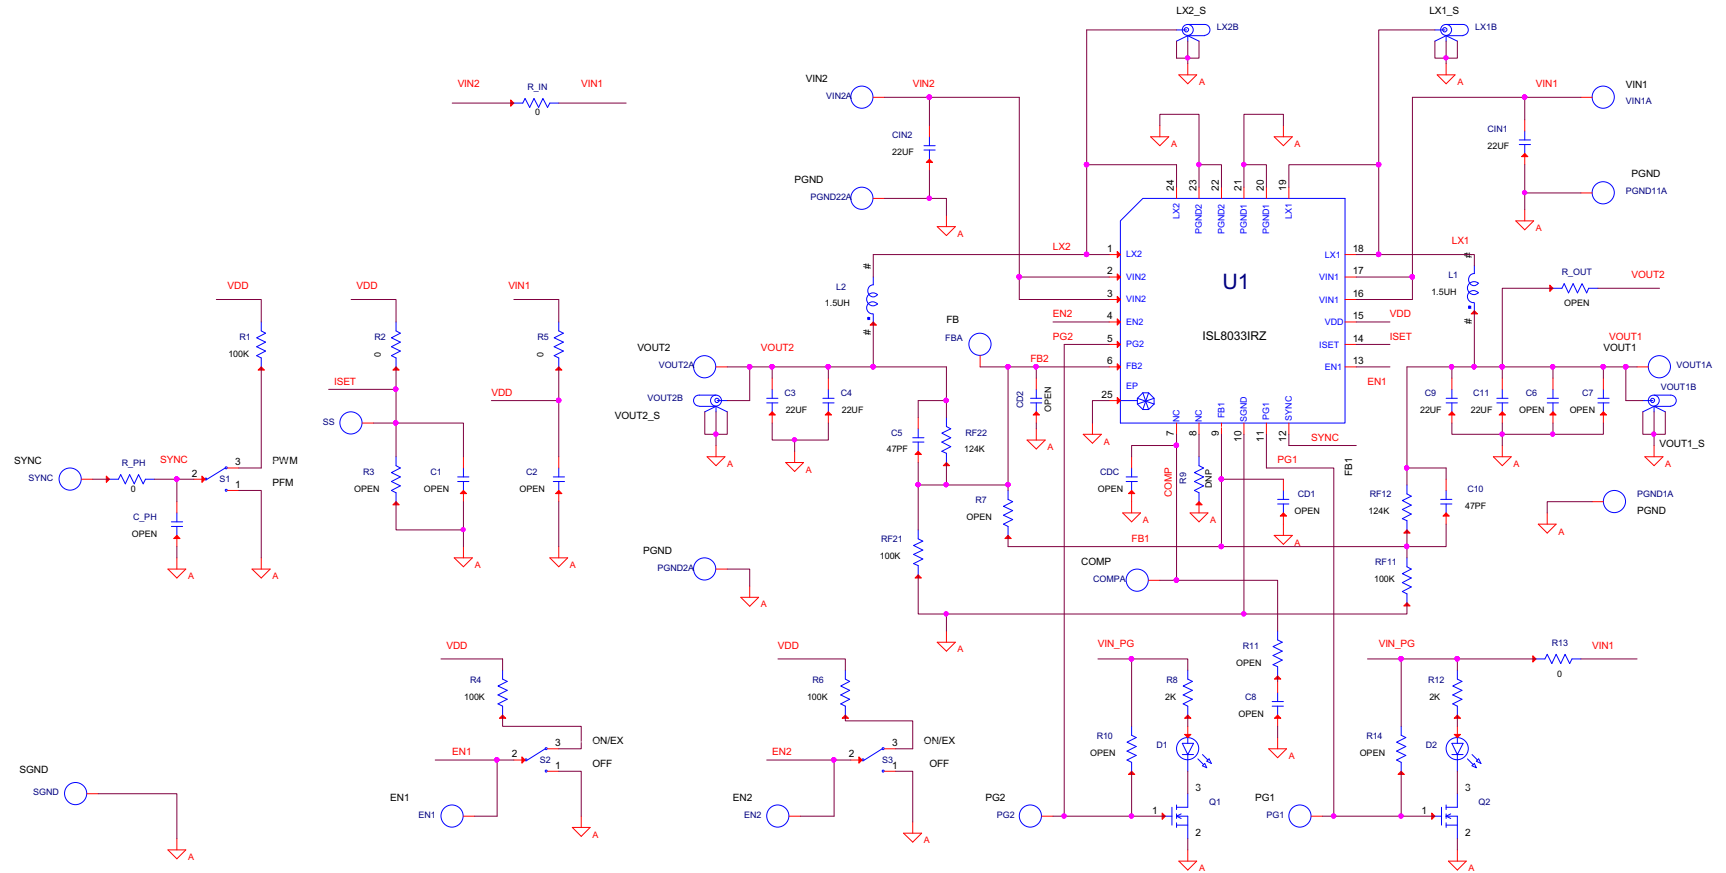 LX2_S
LX2B
LX1_S
LX1B
A
A
VIN2
R_IN
VIN1
0
VIN2
VIN2A
VIN2
CIN2
22UF
PGND
PGND22A
A
A
A
VIN1
VIN1
VIN1A
CIN1
22UF
PGND
PGND11A
A
24
23
22
21
20
19
LX2
PGND2
PGND2
PGND1
PGND1
LX1
LX2
1
LX2
2
VIN2
3
VIN2
EN2
4
EN2
PG2
5
PG2
FB2
6
FB2
25
EP
A
U1
ISL8033IRZ
LX1
18
LX1
VIN1
17
VIN1
16
VDD
15
VDD
ISET
14
ISET
EN1
13
EN1
NC
NC
FB1
SGND
PG1
SYNC
7
8
9
10
11
12
SYNC
PG1
FB1
#
L2
1.5UH
#
#
L1
1.5UH
#
R_OUT
OPEN
VOUT2
VDD
R1
100K
VDD
R2
0
ISET
SS
R3
OPEN
C1
OPEN
A
VIN1
R5
0
VDD
C2
OPEN
A
SYNC
SYNC
R_PH
0
SYNC
2
S1
3
1
PWM
PFM
C_PH
OPEN
A
A
VOUT2
VOUT2A
VOUT2
VOUT2B
VOUT2_S
A
C3
22UF
C4
22UF
A
FB
FBA
CD2
OPEN
A
C5
47PF
RF22
124K
R7
OPEN
RF21
100K
A
PGND
PGND2A
A
CDC
OPEN
A
COMP
R9
DNP
A
CD1
OPEN
A
FB1
COMP
COMPA
VOUT1
VOUT1
VOUT1A
VOUT1B
VOUT1_S
A
C9
22UF
C11
22UF
C6
OPEN
C7
OPEN
A
RF12
124K
C10
47PF
RF11
100K
PGND1A
PGND
A
VDD
R4
100K
EN1
2
S2
3
1
ON/EX
OFF
EN1
EN1
A
VDD
R6
100K
EN2
2
S3
3
1
ON/EX
OFF
EN2
EN2
A
SGND
SGND
A
VIN_PG
R8
2K
R10
OPEN
D1
3
Q1
1
2
A
PG2
PG2
R11
OPEN
C8
OPEN
A
VIN_PG
R13
0
VIN1
R12
2K
R14
OPEN
D2
3
Q2
1
2
A
PG1
PG1